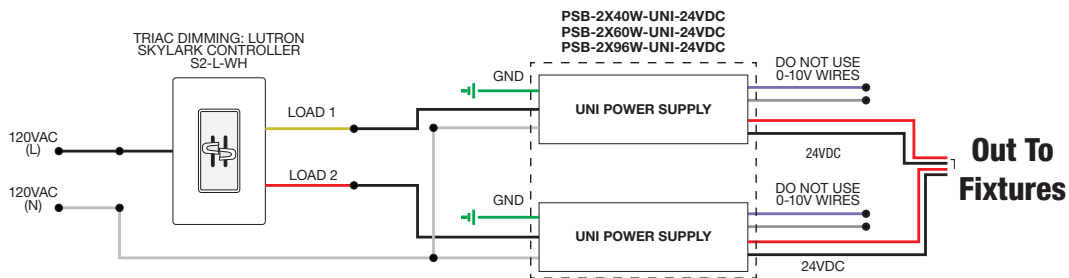 PSB-2X40W-UNI-24VDC
PSB-2X60W-UNI-24VDC
PSB-2X96W-UNI-24VDC
TRIAC DIMMING: LUTRON
SKYLARK CONTROLLER
S2-L-WH
DO NOT USE
0-10V WIRES
GND
LOAD 1
UNI POWER SUPPLY
120VAC
(L)
24VDC
Out To
Fixtures
LOAD 2
120VAC
(N)
GND
DO NOT USE
0-10V WIRES
UNI POWER SUPPLY
24VDC